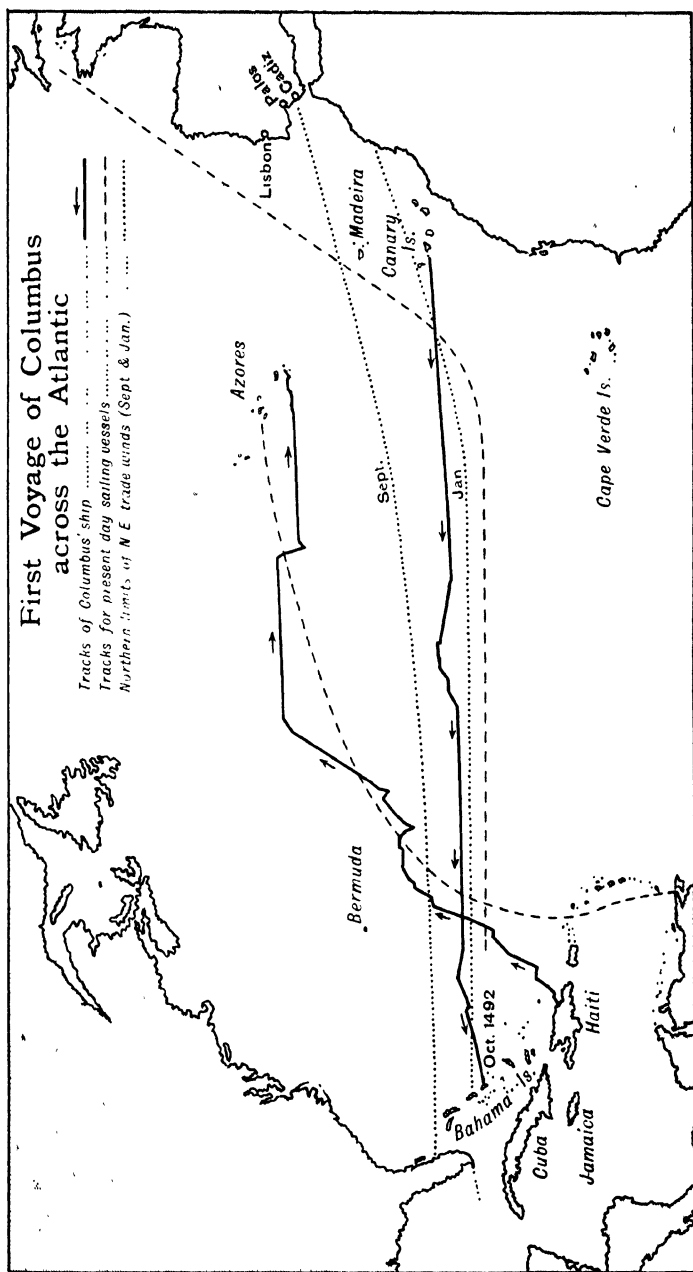 First Voyage of Columbus
across the Atlantic
Tracks of Columbus' ship
Tracks for present day sailing vessels
Northern limits of N E trade winds (Sept & Jan.)
Lisbon
Palos
Cadiz
Azores
Madeira
Canary
Is.
Sept.
Jan
Cape Verde Is.
Bermuda
Oct. 1492
Bahama Is.
Cuba
Haiti
Jamaica